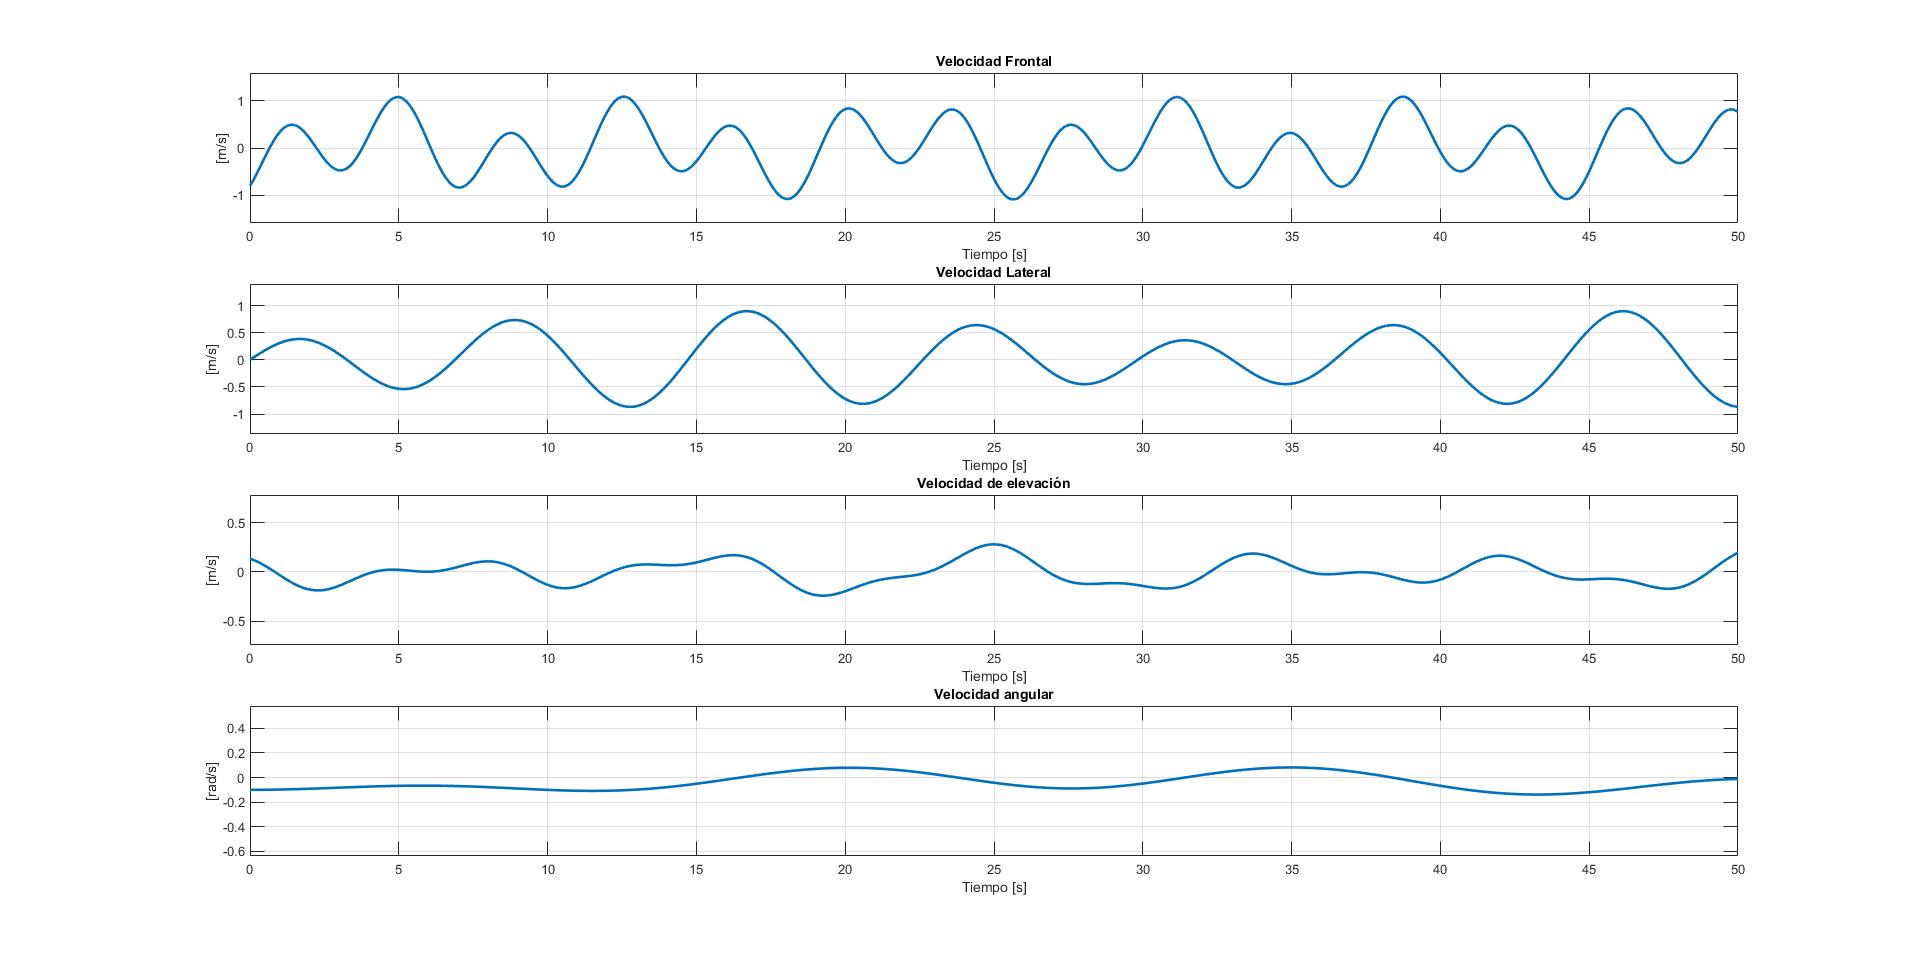 Velocidad Frontal
[m/s]
1
0
-1
0 5 10 15 20 25 30 35 40 45 50
Tiempo [s]
Velocidad Lateral
[m/s]
1
0.5
0
-0.5
-1
0 5 10 15 20 25 30 35 40 45 50
Tiempo [s]
Velocidad de elevación
[m/s]
0.5
0
-0.5
0 5 10 15 20 25 30 35 40 45 50
Tiempo [s]
Velocidad angular
[rad/s]
0.4
0.2
0
-0.2
-0.4
-0.6
0 5 10 15 20 25 30 35 40 45 50
Tiempo [s]